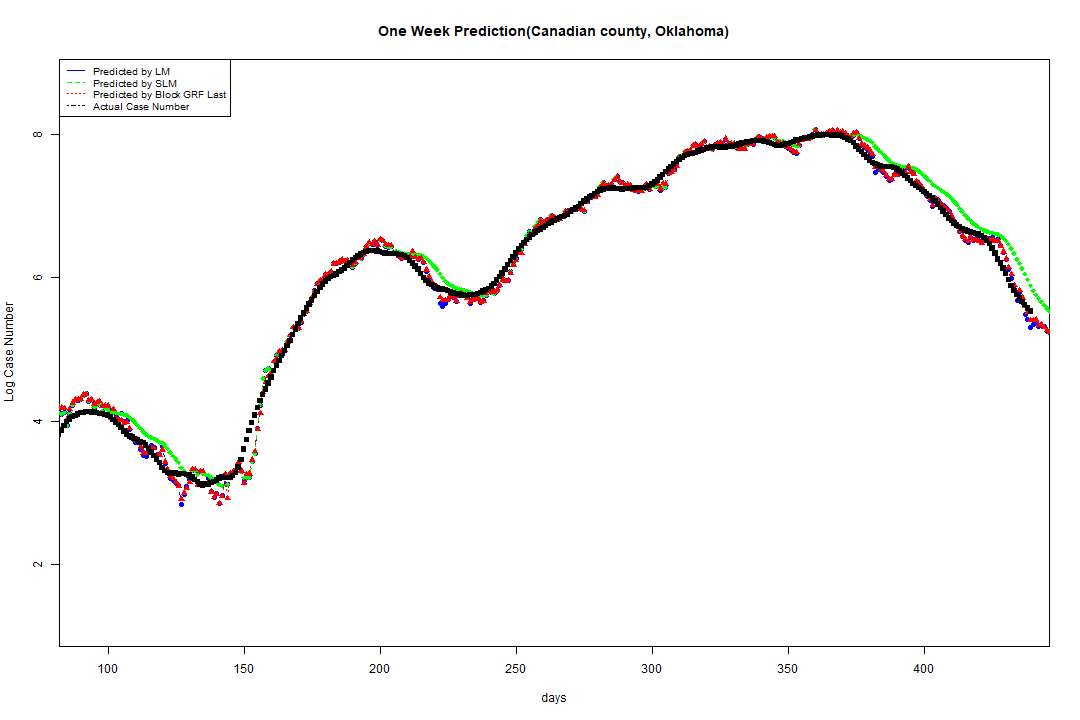 One Week Prediction(Canadian county, Oklahoma)
Predicted by LM
Predicted by SLM
Predicted by Block GRF Last
Actual Case Number
8
6
4
2
Log Case Number
100 150 200 250 300 350 400
days